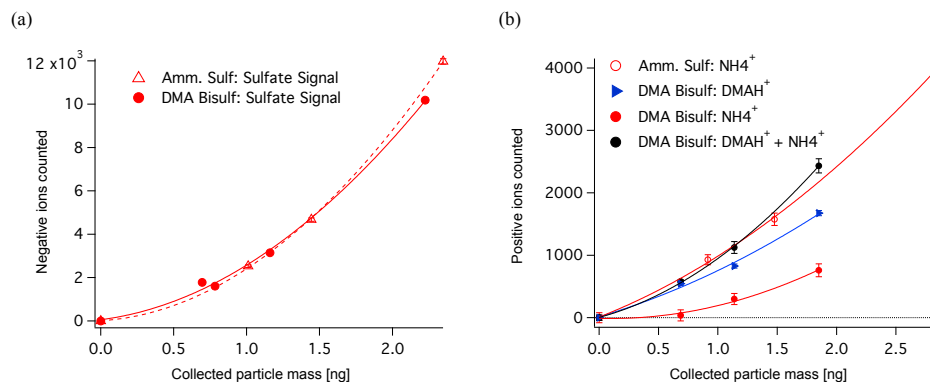 (a)
12 x10³
10
8
6
4
2
0
Negative ions counted
Amm. Sulf: Sulfate Signal
DMA Bisulf: Sulfate Signal
0.0 0.5 1.0 1.5 2.0
Collected particle mass [ng]
(b)
4000
3000
2000
1000
0
Positive ions counted
Amm. Sulf: NH4⁺
DMA Bisulf: DMAH⁺
DMA Bisulf: NH4⁺
DMA Bisulf: DMAH⁺ + NH4⁺
0.0 0.5 1.0 1.5 2.0 2.5
Collected particle mass [ng]